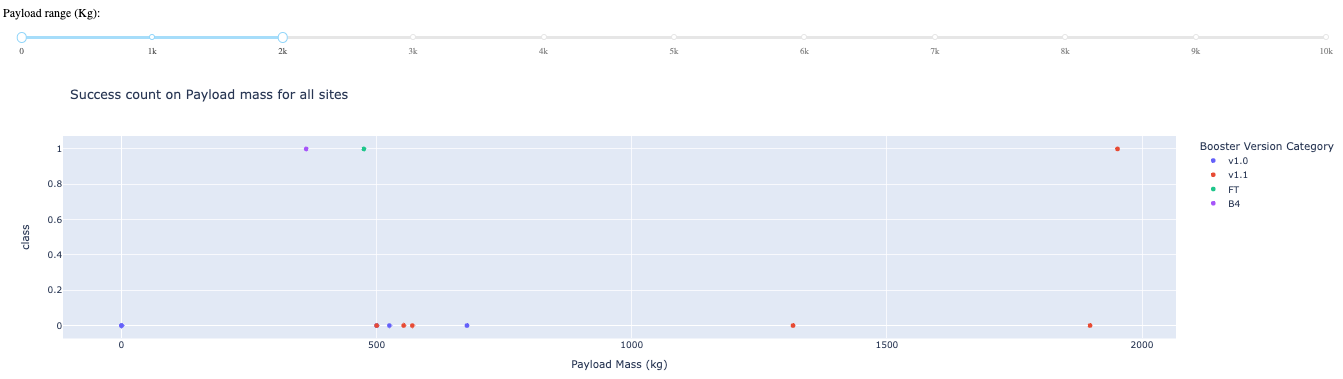 Payload range (Kg):
0 1k 2k 3k 4k 5k 6k 7k 8k 9k 10k
Success count on Payload mass for all sites
Booster Version Category
v1.0
v1.1
FT
B4
class
1
0.8
0.6
0.4
0.2
0
0 500 1000 1500 2000
Payload Mass (kg)